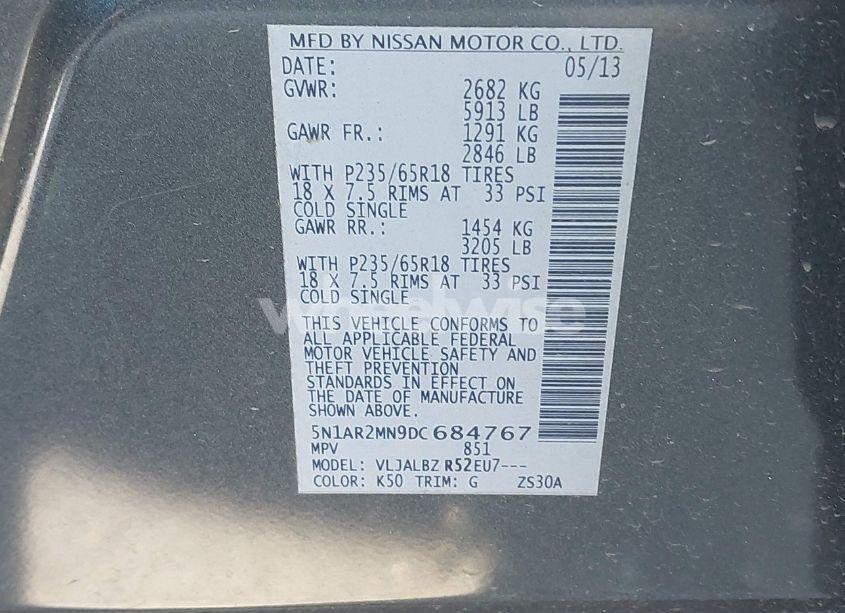 MFD BY NISSAN MOTOR CO., LTD.
DATE: 05/13
GVWR: 2682 KG
5913 LB
GAWR FR.: 1291 KG
2846 LB
WITH P235/65R18 TIRES
18 X 7.5 RIMS AT 33 PSI
COLD SINGLE
GAWR RR.: 1454 KG
3205 LB
WITH P235/65R18 TIRES
18 X 7.5 RIMS AT 33 PSI
COLD SINGLE
wheelwise
THIS VEHICLE CONFORMS TO
ALL APPLICABLE FEDERAL
MOTOR VEHICLE SAFETY AND
THEFT PREVENTION
STANDARDS IN EFFECT ON
THE DATE OF MANUFACTURE
SHOWN ABOVE.
5N1AR2MN9DC684767
MPV 851
MODEL: VLJALBZ R52EU7---
COLOR: K50 TRIM: G ZS30A